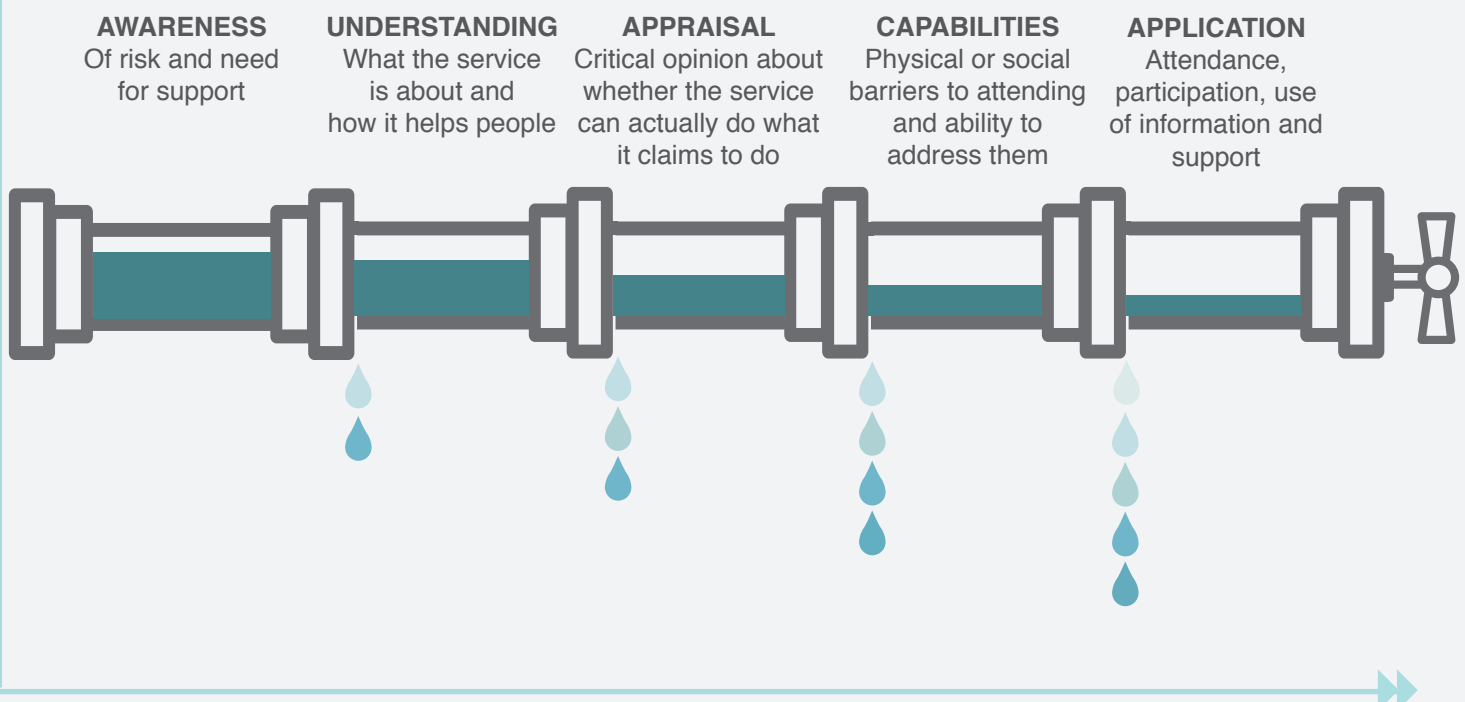 AWARENESS
Of risk and need
for support
UNDERSTANDING
What the service
is about and
how it helps people
APPRAISAL
Critical opinion about
whether the service
can actually do what
it claims to do
CAPABILITIES
Physical or social
barriers to attending
and ability to
address them
APPLICATION
Attendance,
participation, use
of information and
support